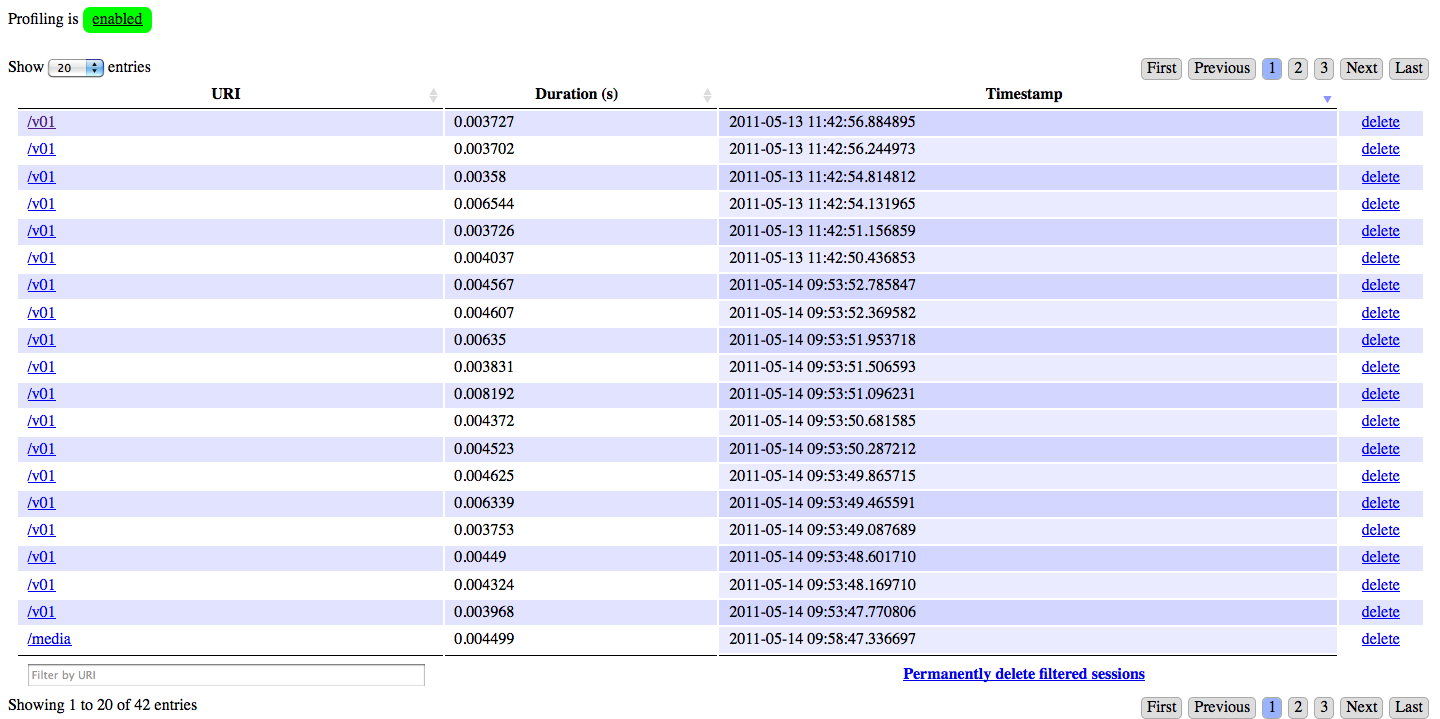 Profiling is enabled
Show 20 entries First Previous 1 2 3 Next Last
URI Duration (s) Timestamp
/v01 0.003727 2011-05-13 11:42:56.884895 delete
/v01 0.003702 2011-05-13 11:42:56.244973 delete
/v01 0.00358 2011-05-13 11:42:54.814812 delete
/v01 0.006544 2011-05-13 11:42:54.131965 delete
/v01 0.003726 2011-05-13 11:42:51.156859 delete
/v01 0.004037 2011-05-13 11:42:50.436853 delete
/v01 0.004567 2011-05-14 09:53:52.785847 delete
/v01 0.004607 2011-05-14 09:53:52.369582 delete
/v01 0.00635 2011-05-14 09:53:51.953718 delete
/v01 0.003831 2011-05-14 09:53:51.506593 delete
/v01 0.008192 2011-05-14 09:53:51.096231 delete
/v01 0.004372 2011-05-14 09:53:50.681585 delete
/v01 0.004523 2011-05-14 09:53:50.287212 delete
/v01 0.004625 2011-05-14 09:53:49.865715 delete
/v01 0.006339 2011-05-14 09:53:49.465591 delete
/v01 0.003753 2011-05-14 09:53:49.087689 delete
/v01 0.00449 2011-05-14 09:53:48.601710 delete
/v01 0.004324 2011-05-14 09:53:48.169710 delete
/v01 0.003968 2011-05-14 09:53:47.770806 delete
/media 0.004499 2011-05-14 09:58:47.336697 delete
Filter by URI Permanently delete filtered sessions
Showing 1 to 20 of 42 entries First Previous 1 2 3 Next Last